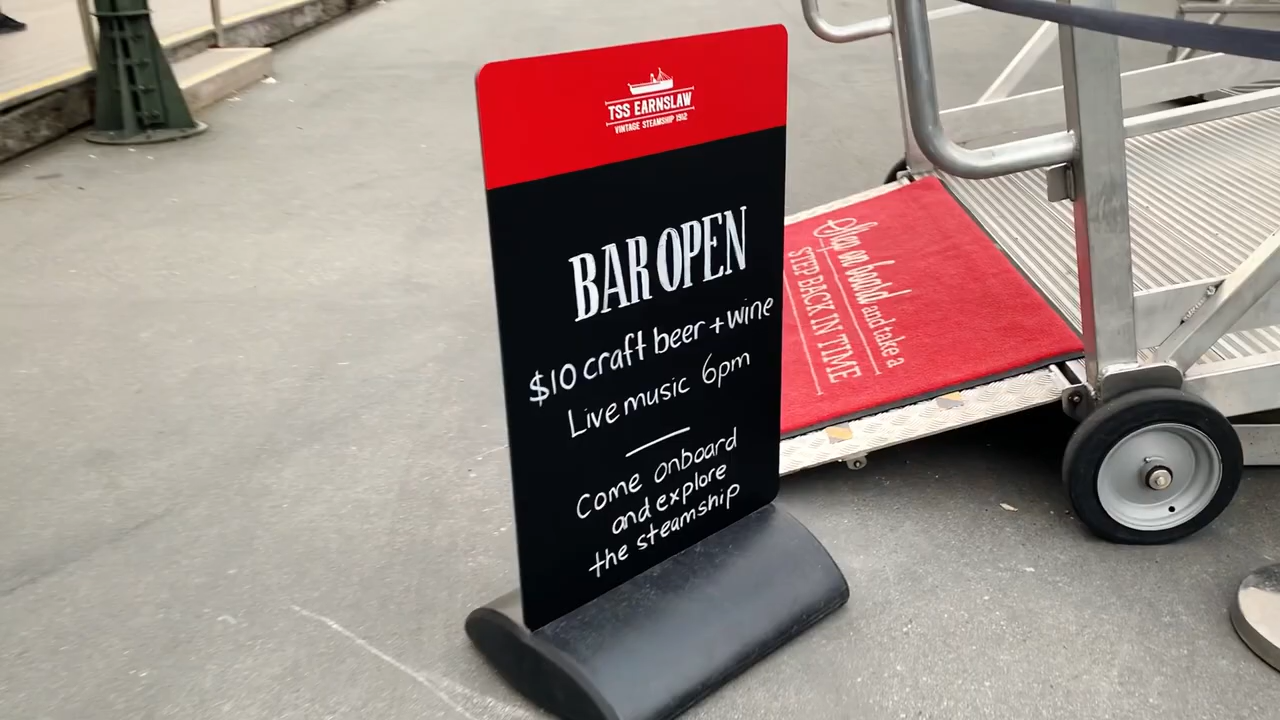 TSS EARNSLAW
VINTAGE STEAMSHIP 1912
BAR OPEN
$10 craft beer + wine
Live music 6pm
Come onboard
and explore
the steamship
Step on board and take a
STEP BACK IN TIME